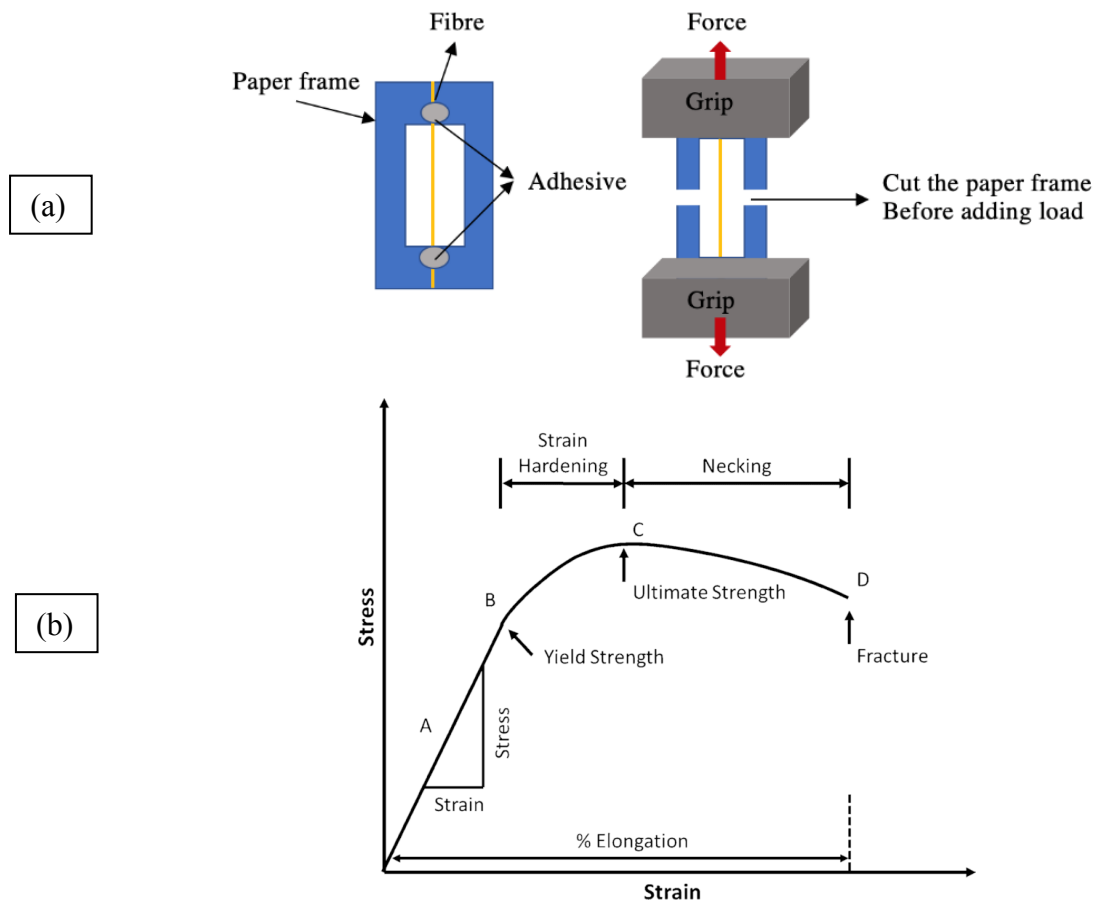 (a)
Fibre
Paper frame
Adhesive
Force
Grip
Cut the paper frame
Before adding load
Grip
Force
(b)
Stress
Strain
Hardening
Necking
C
Ultimate Strength
B
Yield Strength
D
Fracture
A
Stress
Strain
% Elongation
Strain